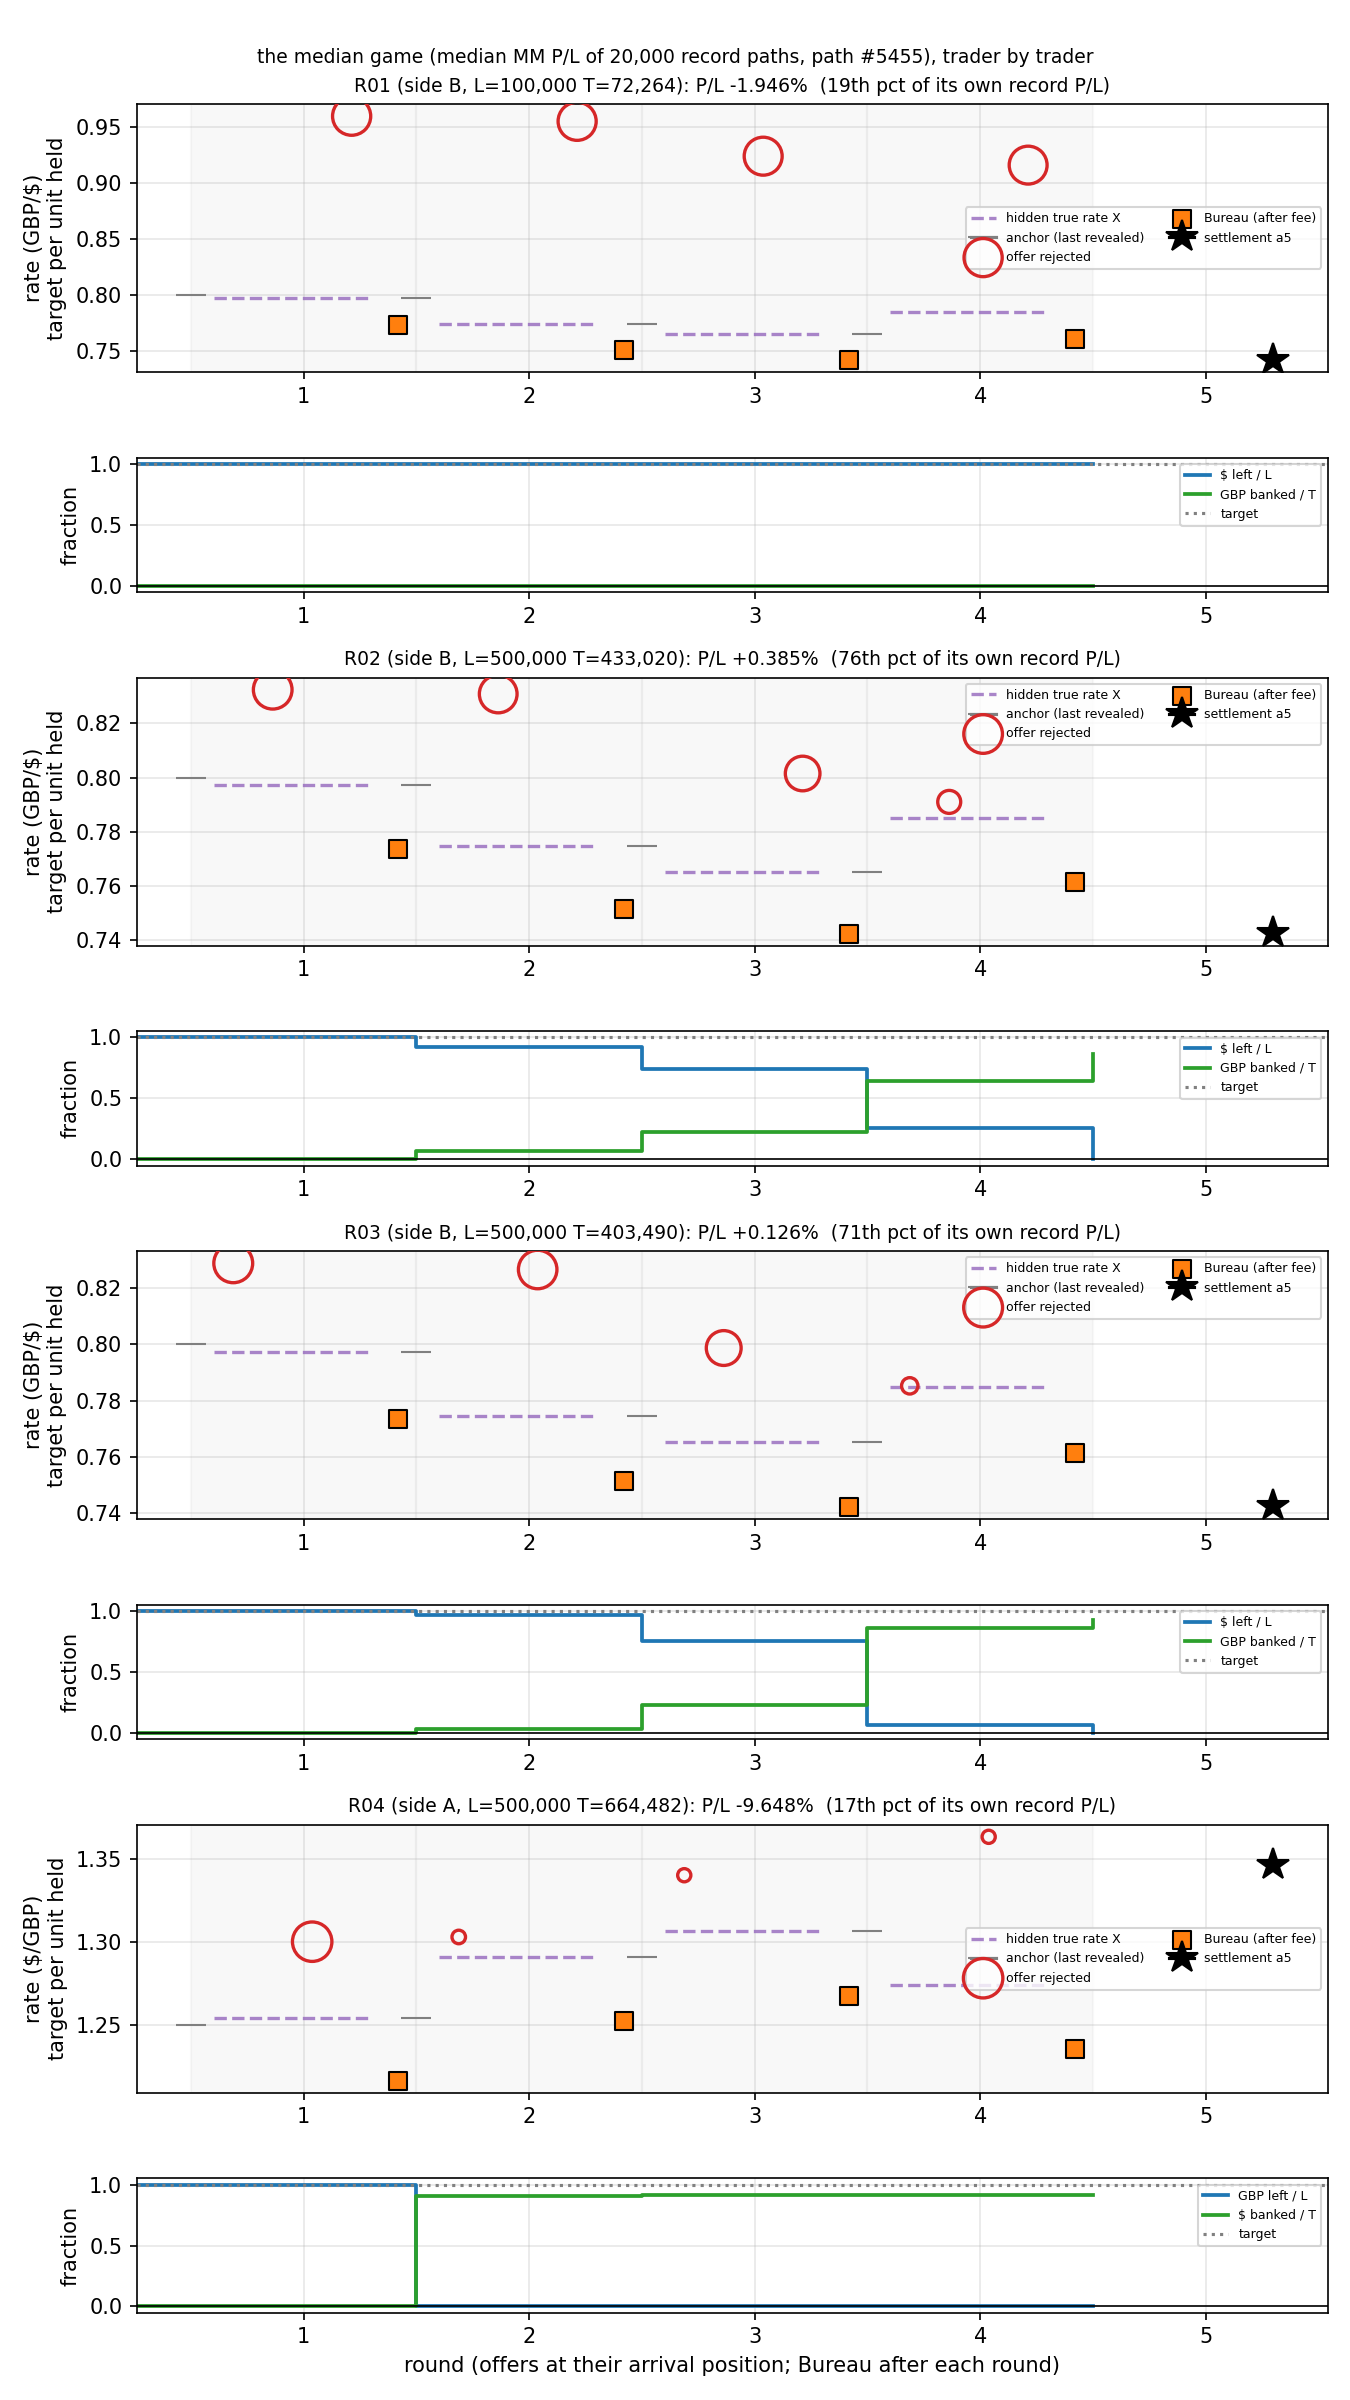 the median game (median MM P/L of 20,000 record paths, path #5455), trader by trader
R01 (side B, L=100,000 T=72,264): P/L -1.946%  (19th pct of its own record P/L)
rate (GBP/$)
target per unit held
0.95
0.90
0.85
0.80
0.75
hidden true rate X
anchor (last revealed)
offer rejected
Bureau (after fee)
settlement a5
1 2 3 4 5
fraction
1.0
0.5
0.0
$ left / L
GBP banked / T
target
1 2 3 4 5
R02 (side B, L=500,000 T=433,020): P/L +0.385%  (76th pct of its own record P/L)
rate (GBP/$)
target per unit held
0.82
0.80
0.78
0.76
0.74
hidden true rate X
anchor (last revealed)
offer rejected
Bureau (after fee)
settlement a5
1 2 3 4 5
fraction
1.0
0.5
0.0
$ left / L
GBP banked / T
target
1 2 3 4 5
R03 (side B, L=500,000 T=403,490): P/L +0.126%  (71th pct of its own record P/L)
rate (GBP/$)
target per unit held
0.82
0.80
0.78
0.76
0.74
hidden true rate X
anchor (last revealed)
offer rejected
Bureau (after fee)
settlement a5
1 2 3 4 5
fraction
1.0
0.5
0.0
$ left / L
GBP banked / T
target
1 2 3 4 5
R04 (side A, L=500,000 T=664,482): P/L -9.648%  (17th pct of its own record P/L)
rate ($/GBP)
target per unit held
1.35
1.30
1.25
hidden true rate X
anchor (last revealed)
offer rejected
Bureau (after fee)
settlement a5
1 2 3 4 5
fraction
1.0
0.5
0.0
GBP left / L
$ banked / T
target
1 2 3 4 5
round (offers at their arrival position; Bureau after each round)